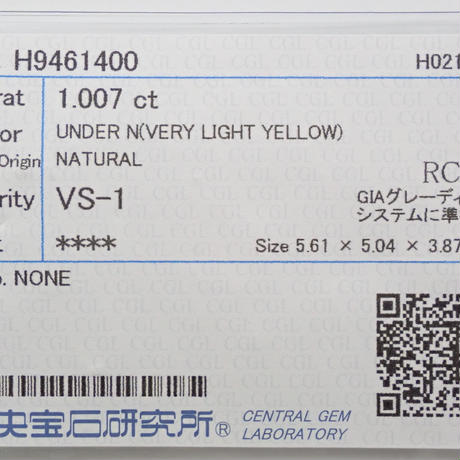 H9461400 H021
rat 1.007 ct
or UNDER N(VERY LIGHT YELLOW)
Origin NATURAL
rity VS-1 RC
GIAグレーディ
システムに準
**** Size 5.61 × 5.04 × 3.87
o. NONE
央宝石研究所® CENTRAL GEM
LABORATORY